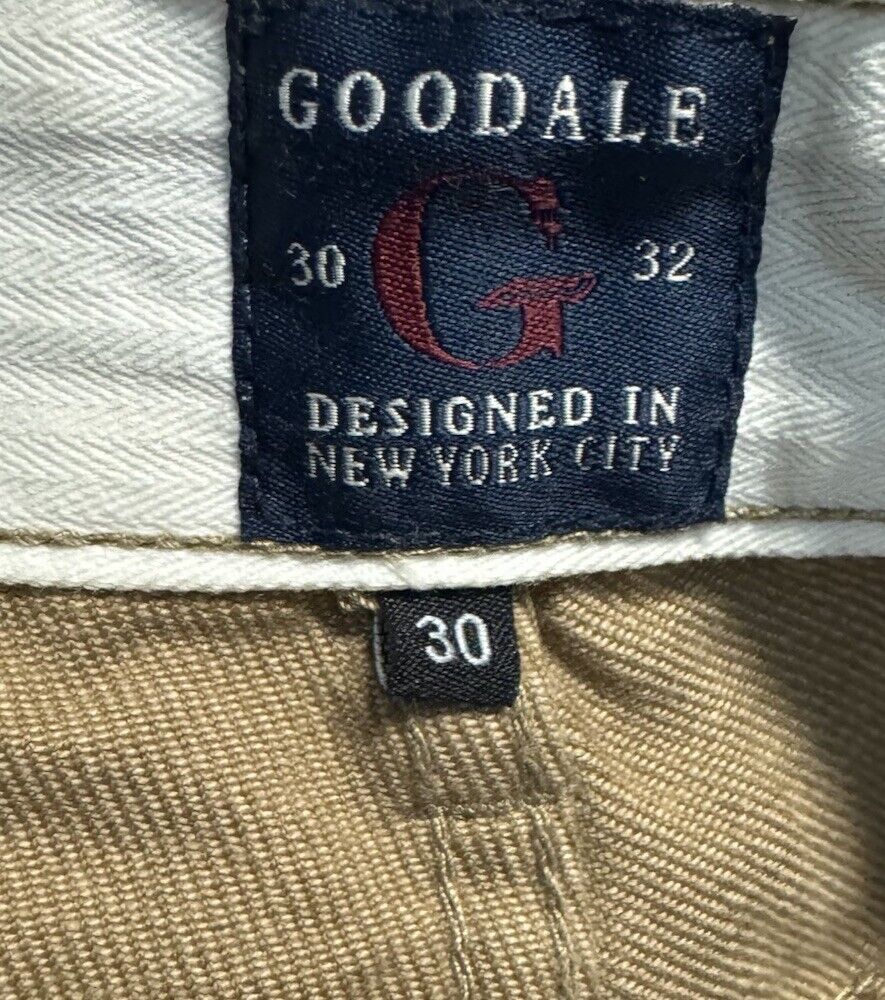 GOODALE
30 G 32
DESIGNED IN
NEW YORK CITY
30